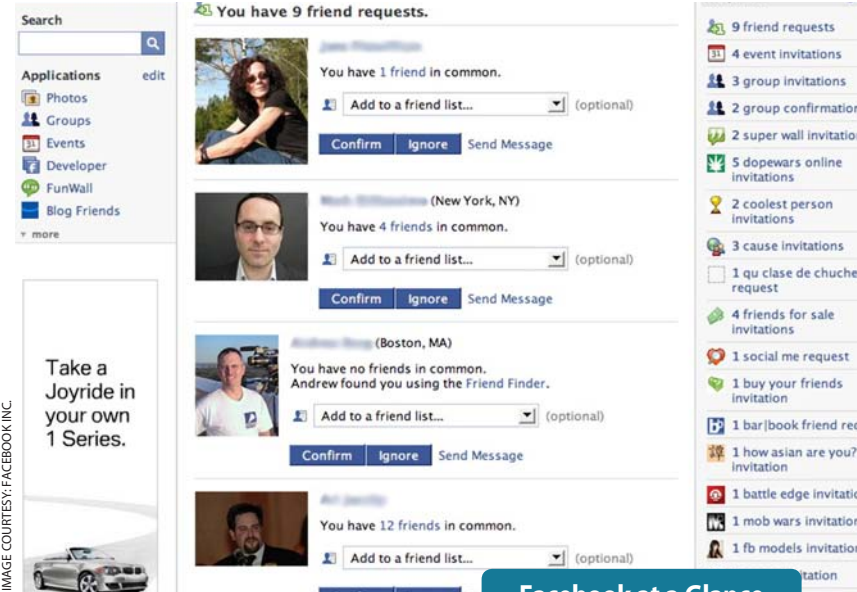 Search
Applications edit
Photos
Groups
Events
Developer
FunWall
Blog Friends
more
Take a
Joyride in
your own
1 Series.
IMAGE COURTESY: FACEBOOK INC.
You have 9 friend requests.
You have 1 friend in common.
Add to a friend list... (optional)
Confirm Ignore Send Message
(New York, NY)
You have 4 friends in common.
Add to a friend list... (optional)
Confirm Ignore Send Message
(Boston, MA)
You have no friends in common.
Andrew found you using the Friend Finder.
Add to a friend list... (optional)
Confirm Ignore Send Message
You have 12 friends in common.
Add to a friend list... (optional)
9 friend requests
31 4 event invitations
3 group invitations
2 group confirmation
2 super wall invitatio
5 dopewars online
invitations
2 coolest person
invitations
3 cause invitations
1 qu clase de chuche
request
4 friends for sale
invitations
1 social me request
1 buy your friends
invitation
1 bar|book friend req
1 how asian are you?
invitation
1 battle edge invitatio
1 mob wars invitation
1 fb models invitation
itation